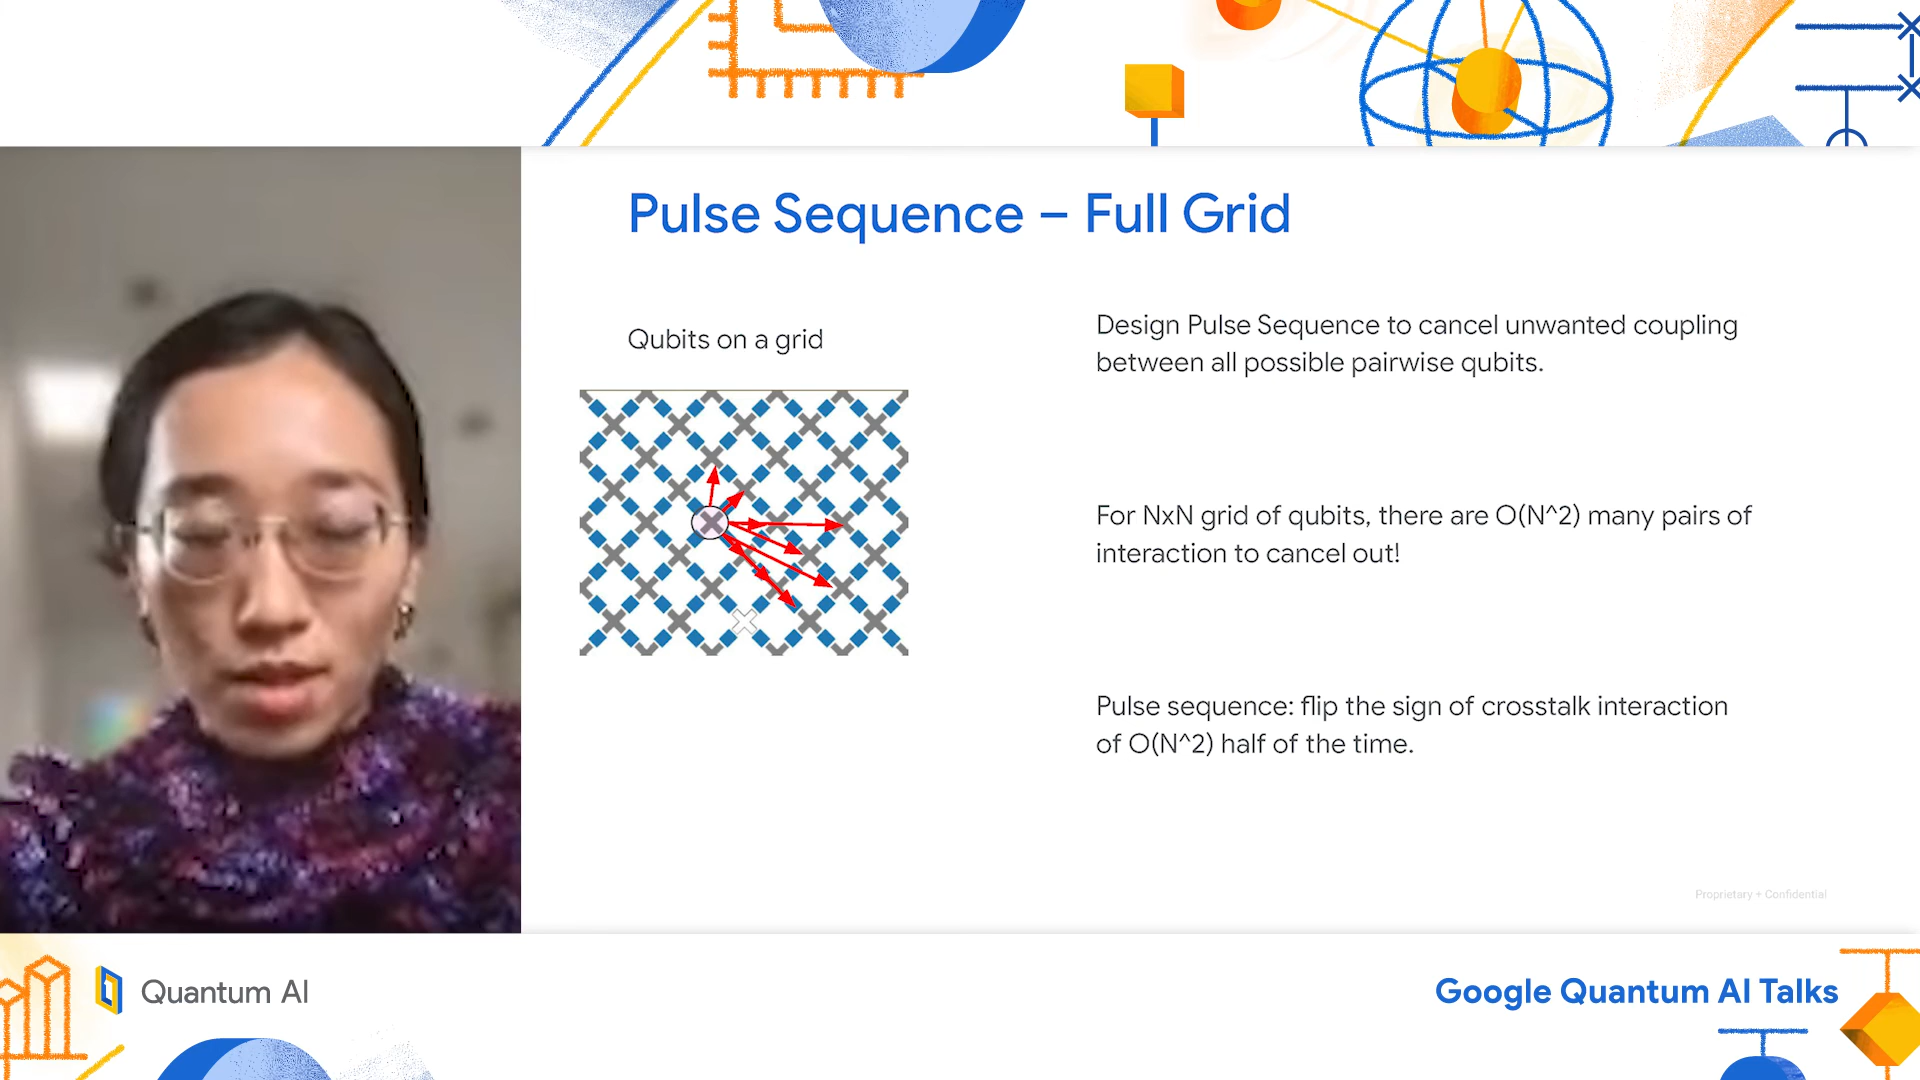 Pulse Sequence – Full Grid
Qubits on a grid
Design Pulse Sequence to cancel unwanted coupling
between all possible pairwise qubits.
For NxN grid of qubits, there are O(N^2) many pairs of
interaction to cancel out!
Pulse sequence: flip the sign of crosstalk interaction
of O(N^2) half of the time.
Proprietary + Confidential
Quantum AI
Google Quantum AI Talks